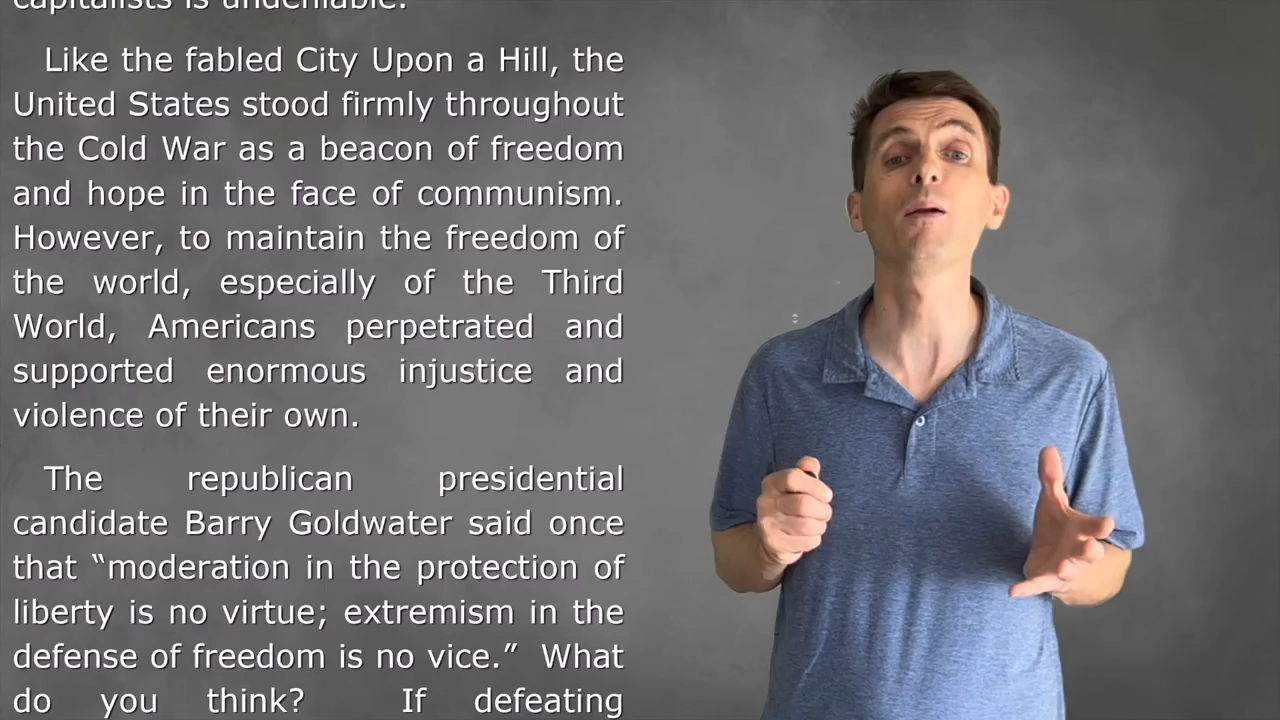 capitalists is undeniable.
Like the fabled City Upon a Hill, the
United States stood firmly throughout
the Cold War as a beacon of freedom
and hope in the face of communism.
However, to maintain the freedom of
the world, especially of the Third
World, Americans perpetrated and
supported enormous injustice and
violence of their own.
The republican presidential
candidate Barry Goldwater said once
that “moderation in the protection of
liberty is no virtue; extremism in the
defense of freedom is no vice.”  What
do you think?  If defeating